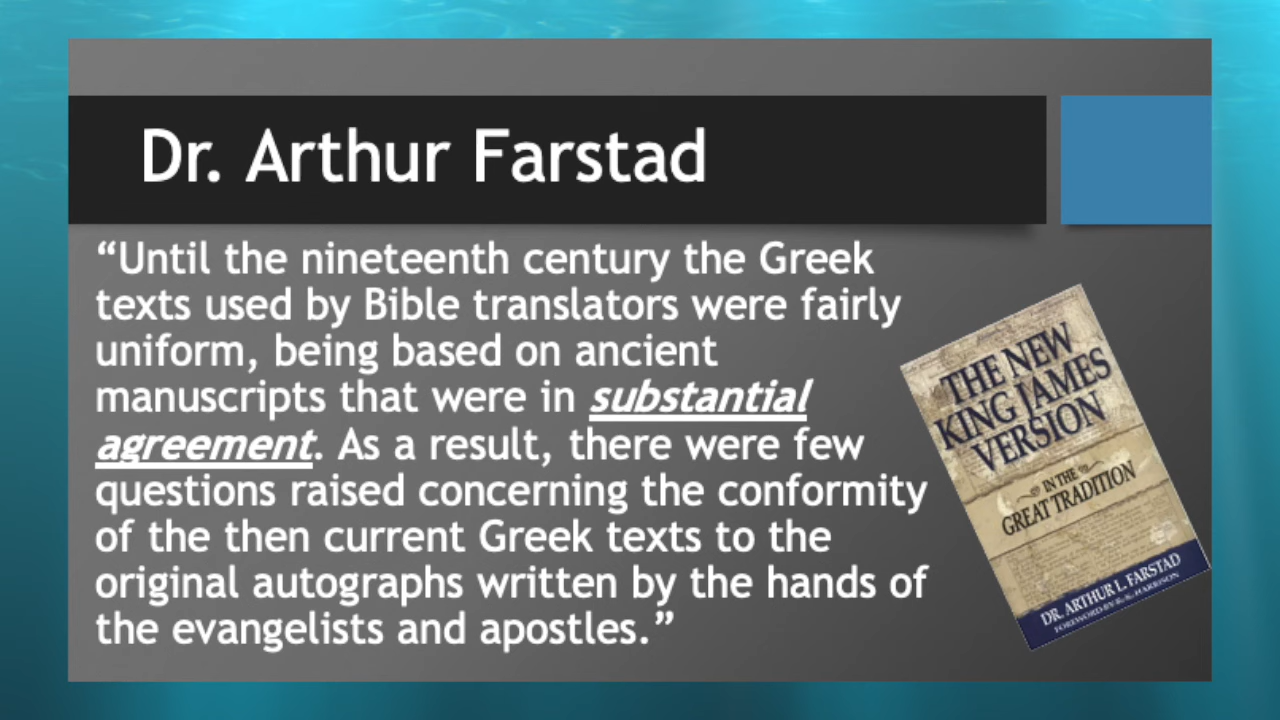 Dr. Arthur Farstad
“Until the nineteenth century the Greek
texts used by Bible translators were fairly
uniform, being based on ancient
manuscripts that were in substantial
agreement. As a result, there were few
questions raised concerning the conformity
of the then current Greek texts to the
original autographs written by the hands of
the evangelists and apostles.”
THE NEW
KING JAMES
VERSION
IN THE
GREAT TRADITION
DR. ARTHUR L. FARSTAD
FOREWORD BY R. K. HARRISON